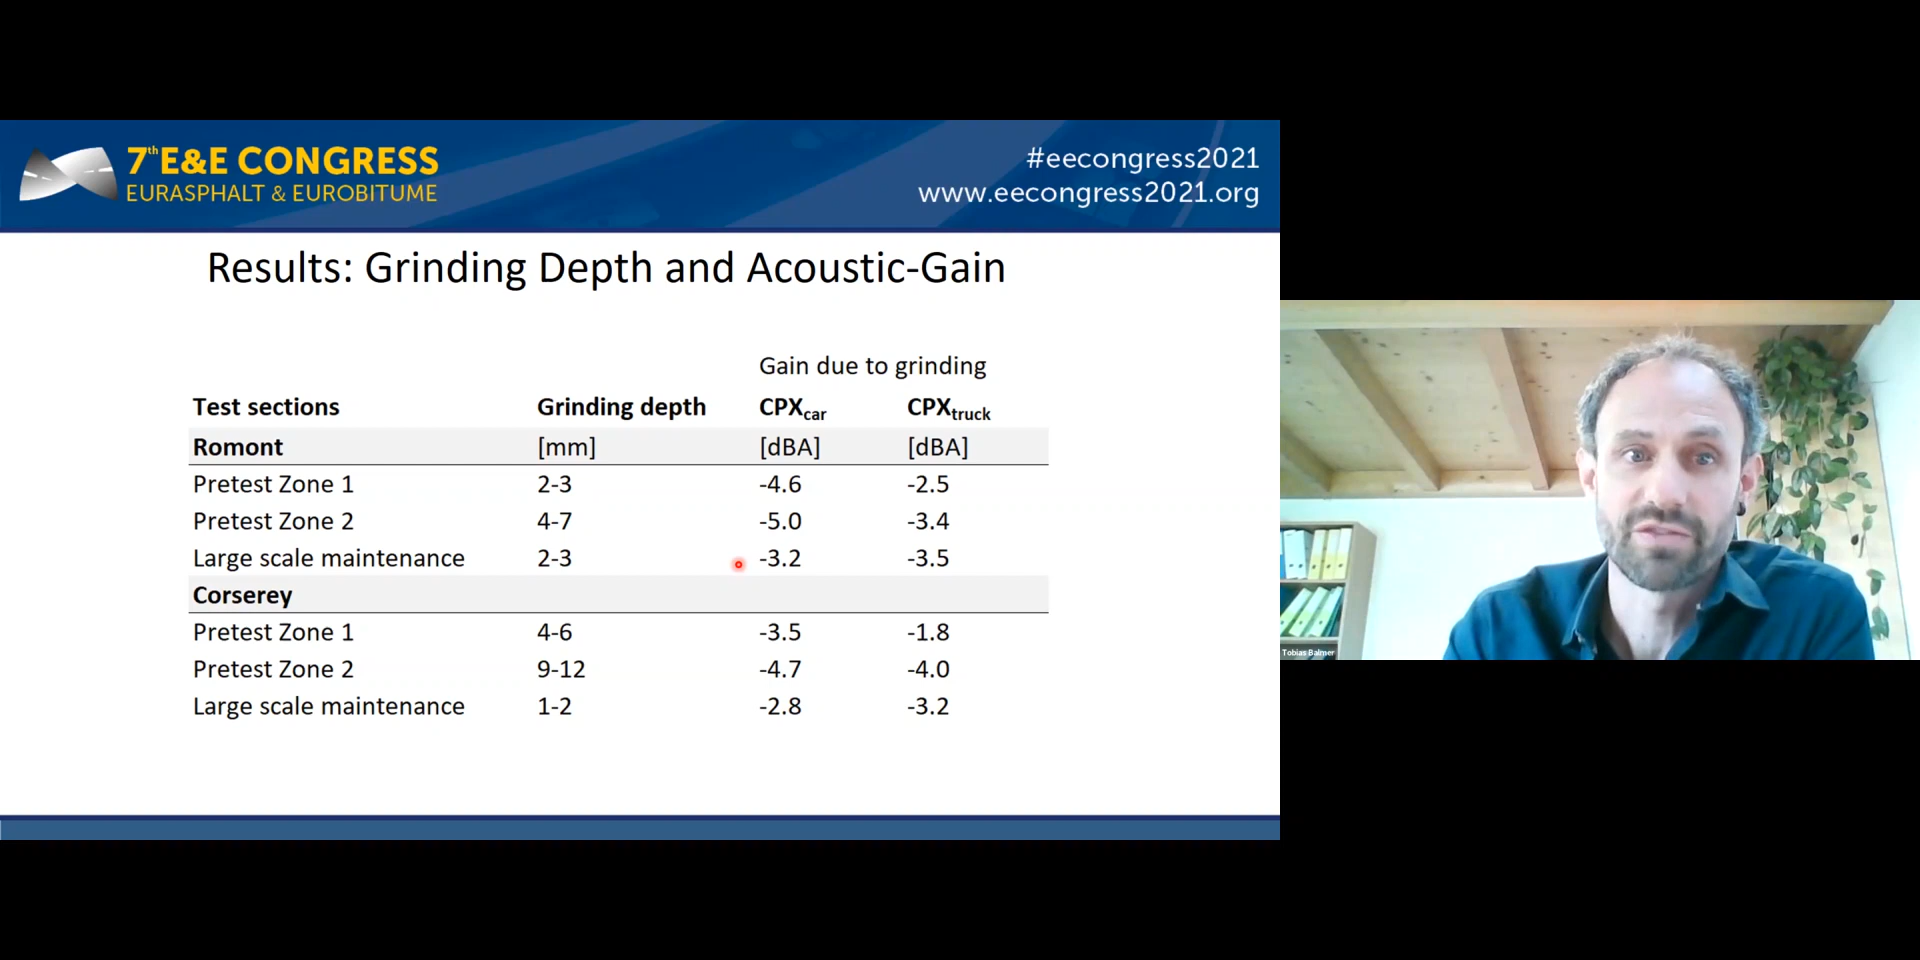 7th E&E CONGRESS
EURASPHALT & EUROBITUME
#eecongress2021
www.eecongress2021.org
Results: Grinding Depth and Acoustic-Gain
Gain due to grinding
Test sections Grinding depth CPXcar CPXtruck
Romont [mm] [dBA] [dBA]
Pretest Zone 1 2-3 -4.6 -2.5
Pretest Zone 2 4-7 -5.0 -3.4
Large scale maintenance 2-3 -3.2 -3.5
Corserey
Pretest Zone 1 4-6 -3.5 -1.8
Pretest Zone 2 9-12 -4.7 -4.0
Large scale maintenance 1-2 -2.8 -3.2
Tobias Balmer